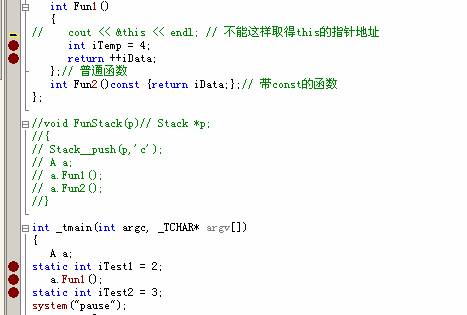 int Fun1()
{
//     cout << &this << endl; // 不能这样取得this的指针地址
int iTemp = 4;
return ++iData;
};// 普通函数
int Fun2()const {return iData;};// 带const的函数
};
//void FunStack(p)// Stack *p;
//{
// Stack__push(p,'c');
// A a;
// a.Fun1();
// a.Fun2();
//}
int _tmain(int argc, _TCHAR* argv[])
{
A a;
static int iTest1 = 2;
a.Fun1();
static int iTest2 = 3;
system("pause");